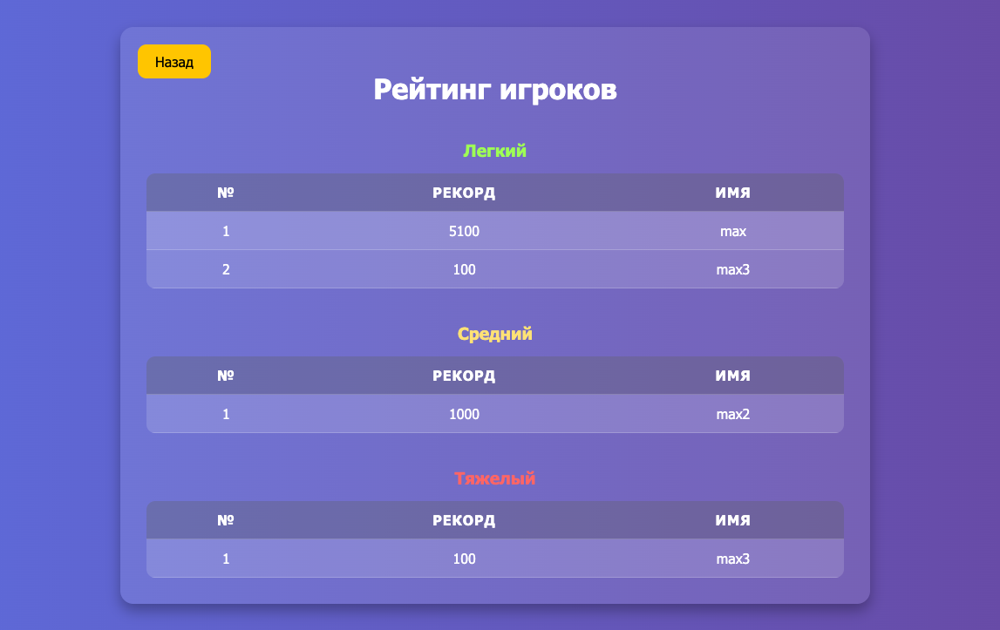 Назад
Рейтинг игроков
Легкий
№ РЕКОРД ИМЯ
1 5100 max
2 100 max3
Средний
№ РЕКОРД ИМЯ
1 1000 max2
Тяжелый
№ РЕКОРД ИМЯ
1 100 max3